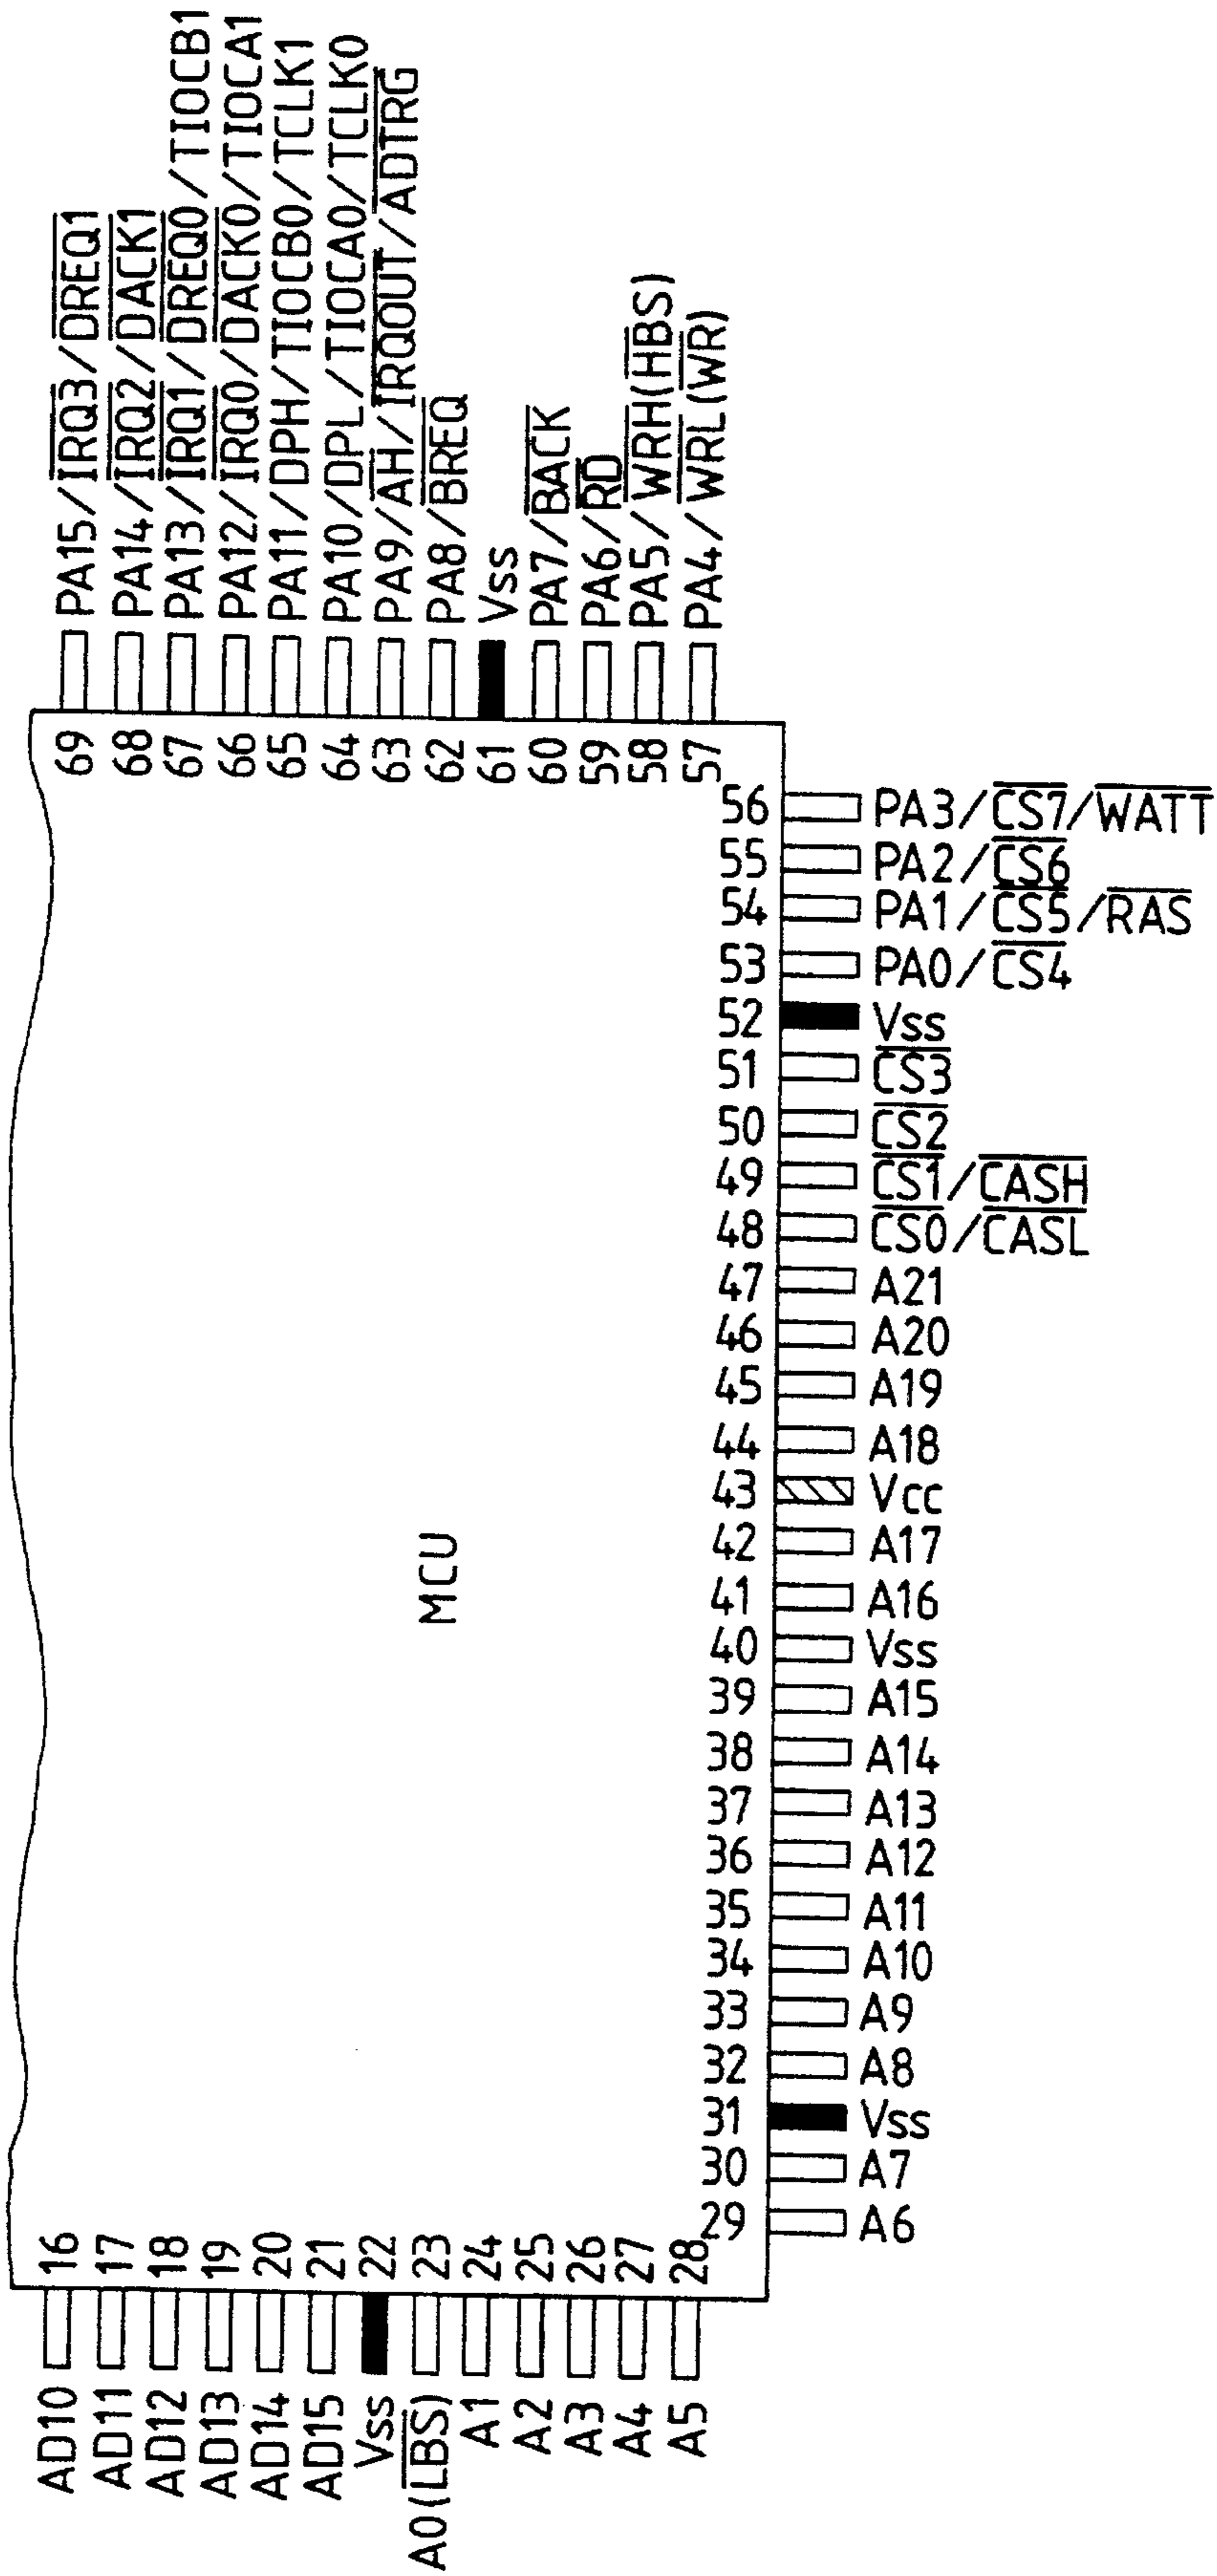 PA15/IRQ3/DREQ1
PA14/IRQ2/DACK1
PA13/IRQ1/DREQ0/TIOCB1
PA12/IRQ0/DACK0/TIOCA1
PA11/DPH/TIOCB0/TCLK1
PA10/DPL/TIOCA0/TCLK0
PA9/AH/IRQOUT/ADTRG
PA8/BREQ
Vss
PA7/BACK
PA6/RD
PA5/WRH(HBS)
PA4/WRL(WR)
69
68
67
66
65
64
63
62
61
60
59
58
57
56 PA3/CS7/WATT
55 PA2/CS6
54 PA1/CS5/RAS
53 PA0/CS4
52 Vss
51 CS3
50 CS2
49 CS1/CASH
48 CS0/CASL
47 A21
46 A20
45 A19
44 A18
43 Vcc
42 A17
41 A16
40 Vss
39 A15
38 A14
37 A13
36 A12
35 A11
34 A10
33 A9
32 A8
31 Vss
30 A7
29 A6
MCU
16
17
18
19
20
21
22
23
24
25
26
27
28
AD10
AD11
AD12
AD13
AD14
AD15
Vss
A0(LBS)
A1
A2
A3
A4
A5